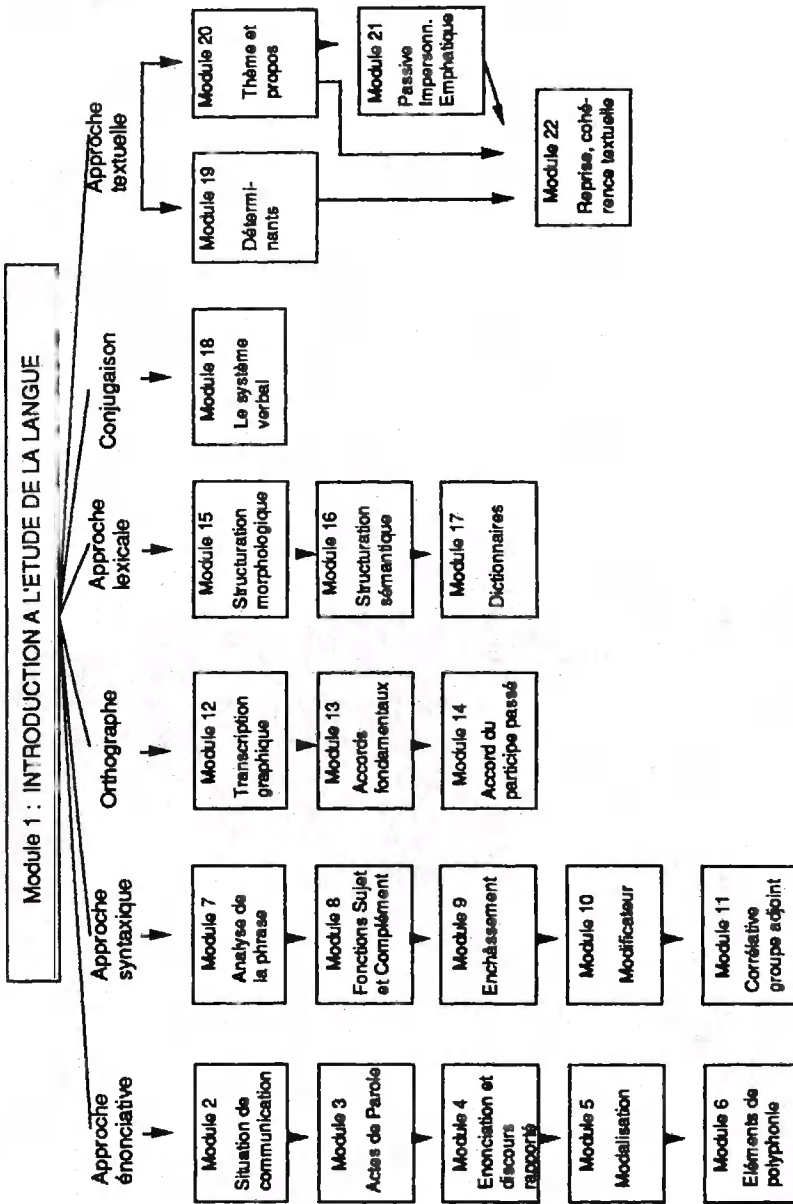 Module 1 : INTRODUCTION A L'ETUDE DE LA LANGUE
Approche
énonciative
Module 2
Situation de
communication
Module 3
Actes de Parole
Module 4
Enonciation et
discours
rapporté
Module 5
Modalisation
Module 6
Eléments de
polyphonie
Approche
syntaxique
Module 7
Analyse de
la phrase
Module 8
Fonctions Sujet
et Complément
Module 9
Enchâssement
Module 10
Modificateur
Module 11
Corrélative
groupe adjoint
Orthographe
Module 12
Transcription
graphique
Module 13
Accords
fondamentaux
Module 14
Accord du
participe passé
Approche
lexicale
Module 15
Structuration
morphologique
Module 16
Structuration
sémantique
Module 17
Dictionnaires
Conjugaison
Module 18
Le système
verbal
Approche
textuelle
Module 19
Détermi-
nants
Module 20
Thème et
propos
Module 21
Passive
Impersonn.
Emphatique
Module 22
Reprise, cohé-
rence textuelle